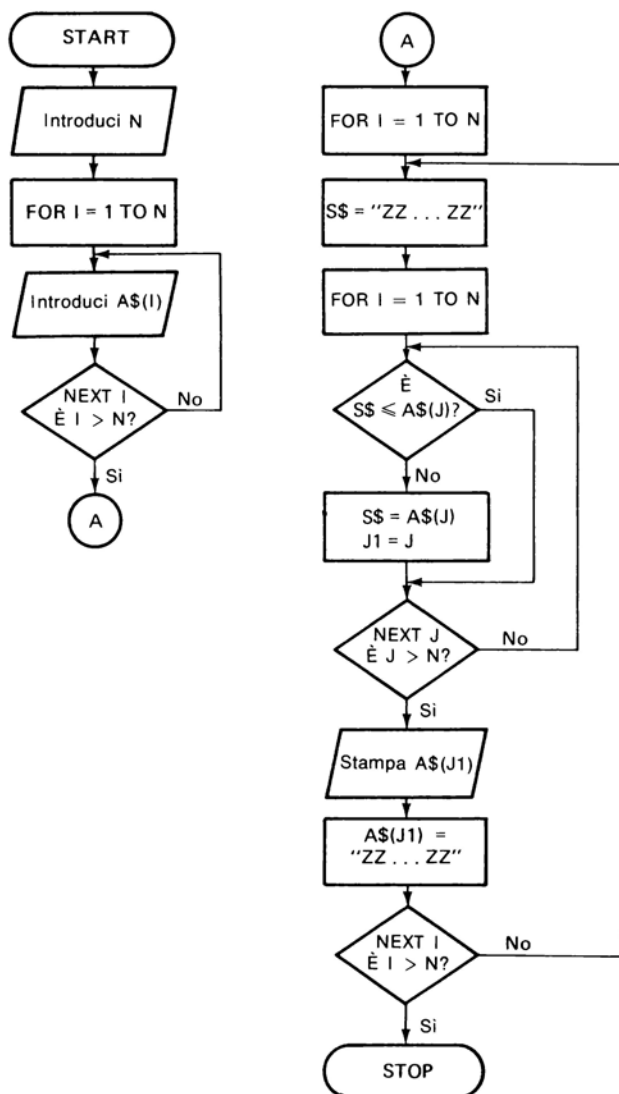 START
Introduci N
FOR I = 1 TO N
Introduci A$(I)
NEXT I
È I > N?
No
Si
A
A
FOR I = 1 TO N
S$ = "ZZ . . . ZZ"
FOR I = 1 TO N
È
S$ ≤ A$(J)?
Si
No
S$ = A$(J)
J1 = J
NEXT J
È J > N?
No
Si
Stampa A$(J1)
A$(J1) =
"ZZ . . . ZZ"
NEXT I
È I > N?
No
Si
STOP